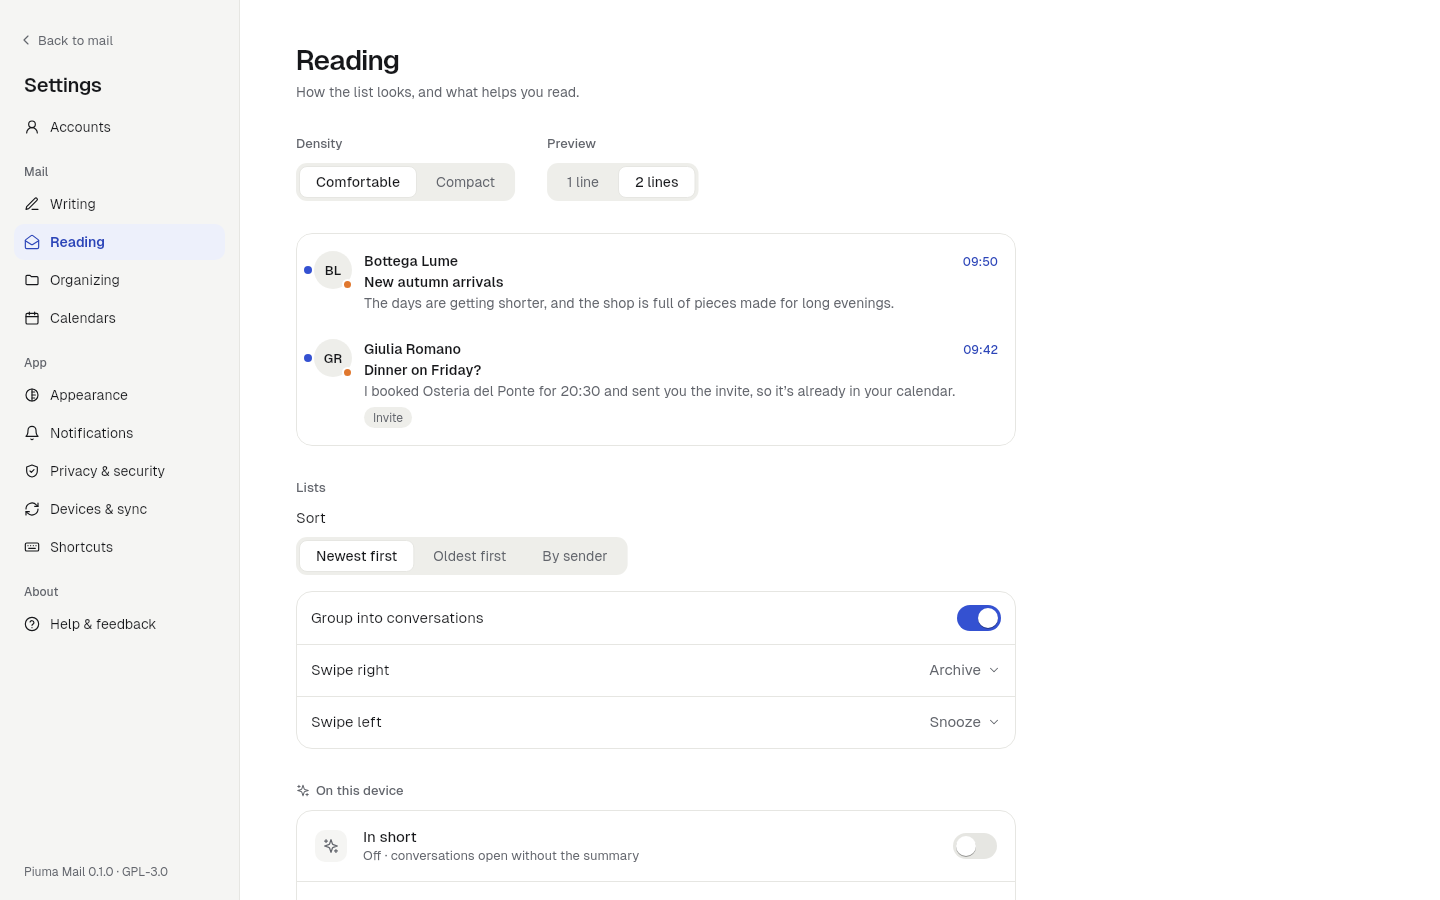 Back to mail
Settings
Accounts
Mail
Writing
Reading
Organizing
Calendars
App
Appearance
Notifications
Privacy & security
Devices & sync
Shortcuts
About
Help & feedback
Piuma Mail 0.1.0 · GPL-3.0
Reading
How the list looks, and what helps you read.
Density
Preview
Comfortable
Compact
1 line
2 lines
BL
Bottega Lume
09:50
New autumn arrivals
The days are getting shorter, and the shop is full of pieces made for long evenings.
GR
Giulia Romano
09:42
Dinner on Friday?
I booked Osteria del Ponte for 20:30 and sent you the invite, so it’s already in your calendar.
Invite
Lists
Sort
Newest first
Oldest first
By sender
Group into conversations
Swipe right
Archive
Swipe left
Snooze
On this device
In short
Off · conversations open without the summary